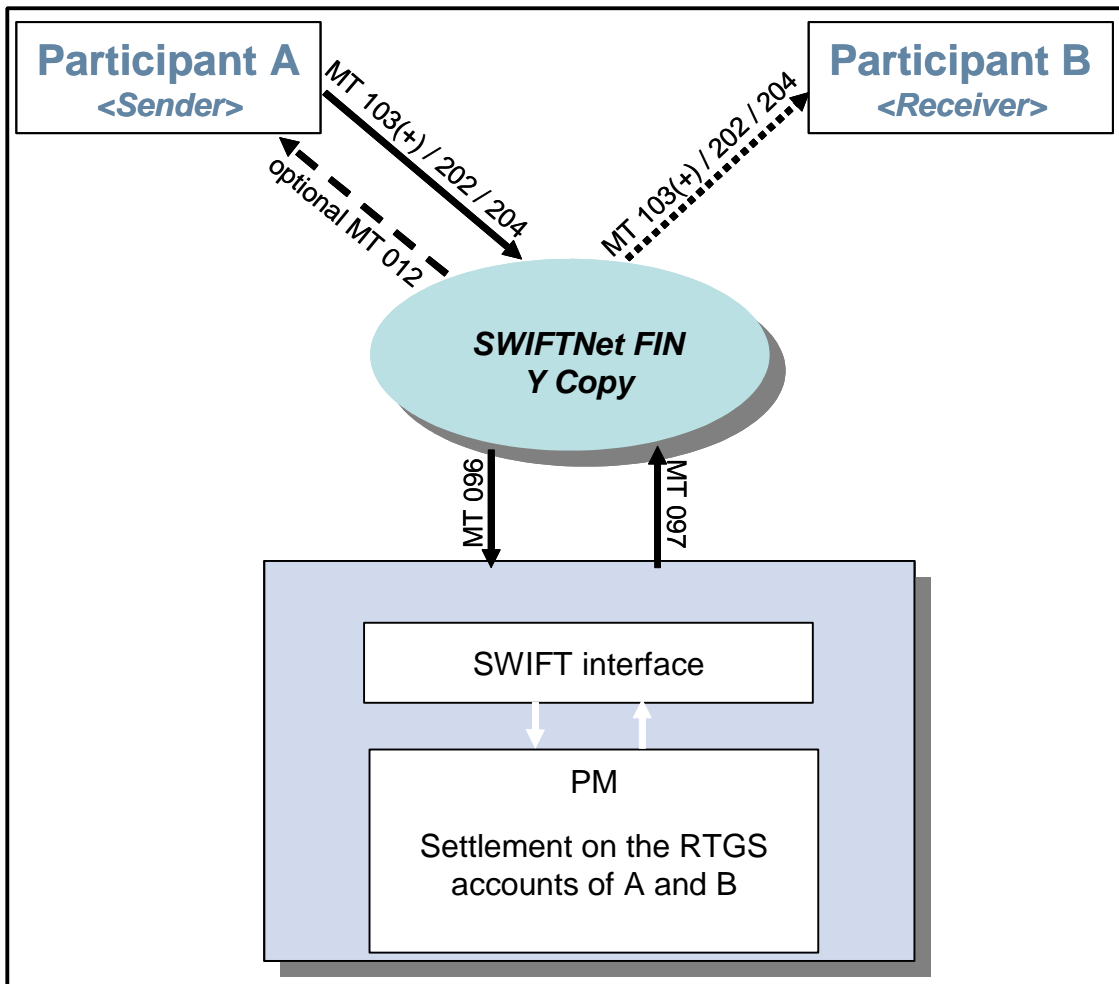 Participant A
<Sender>
Participant B
<Receiver>
MT 103(+) / 202 / 204
optional MT 012
MT 103(+) / 202 / 204
SWIFTNet FIN
Y Copy
MT 096
MT 097
SWIFT interface
PM
Settlement on the RTGS
accounts of A and B